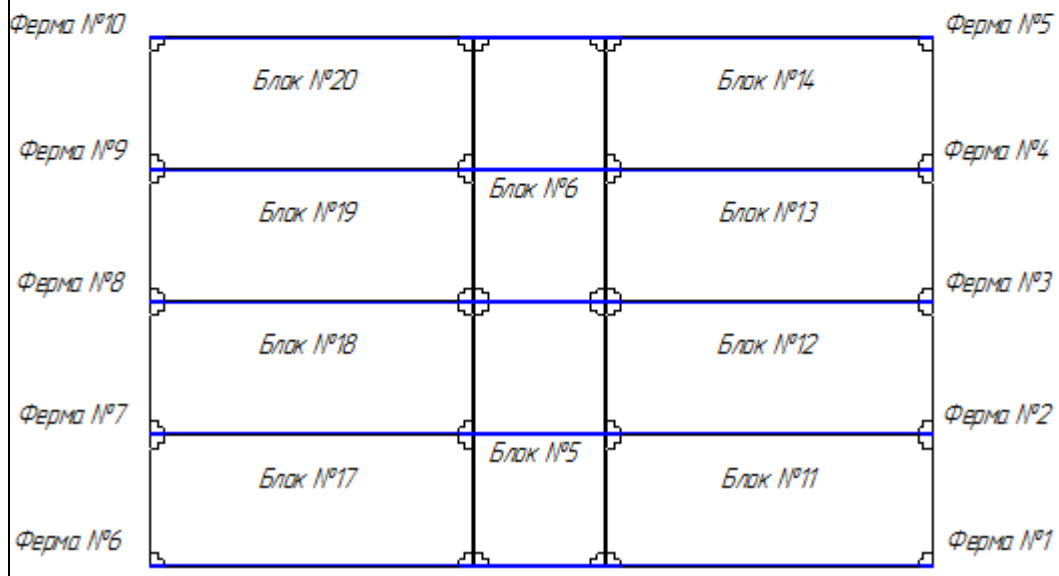 Ферма №10
Ферма №5
Блок №20
Блок №14
Ферма №9
Ферма №4
Блок №6
Блок №19
Блок №13
Ферма №8
Ферма №3
Блок №18
Блок №12
Ферма №7
Ферма №2
Блок №5
Блок №17
Блок №11
Ферма №6
Ферма №1